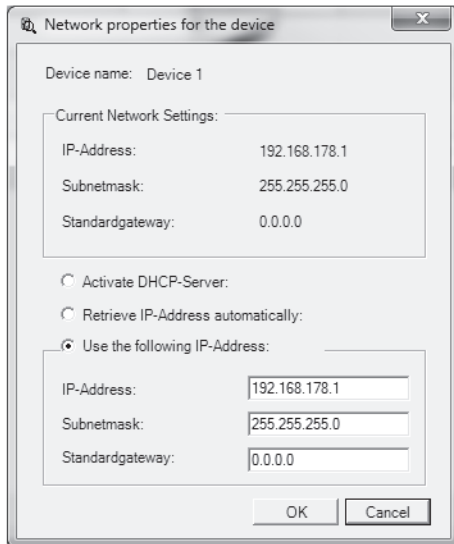 Network properties for the device
Device name: Device 1
Current Network Settings:
IP-Address: 192.168.178.1
Subnetmask: 255.255.255.0
Standardgateway: 0.0.0.0
Activate DHCP-Server:
Retrieve IP-Address automatically:
Use the following IP-Address:
IP-Address: 192.168.178.1
Subnetmask: 255.255.255.0
Standardgateway: 0.0.0.0
OK Cancel